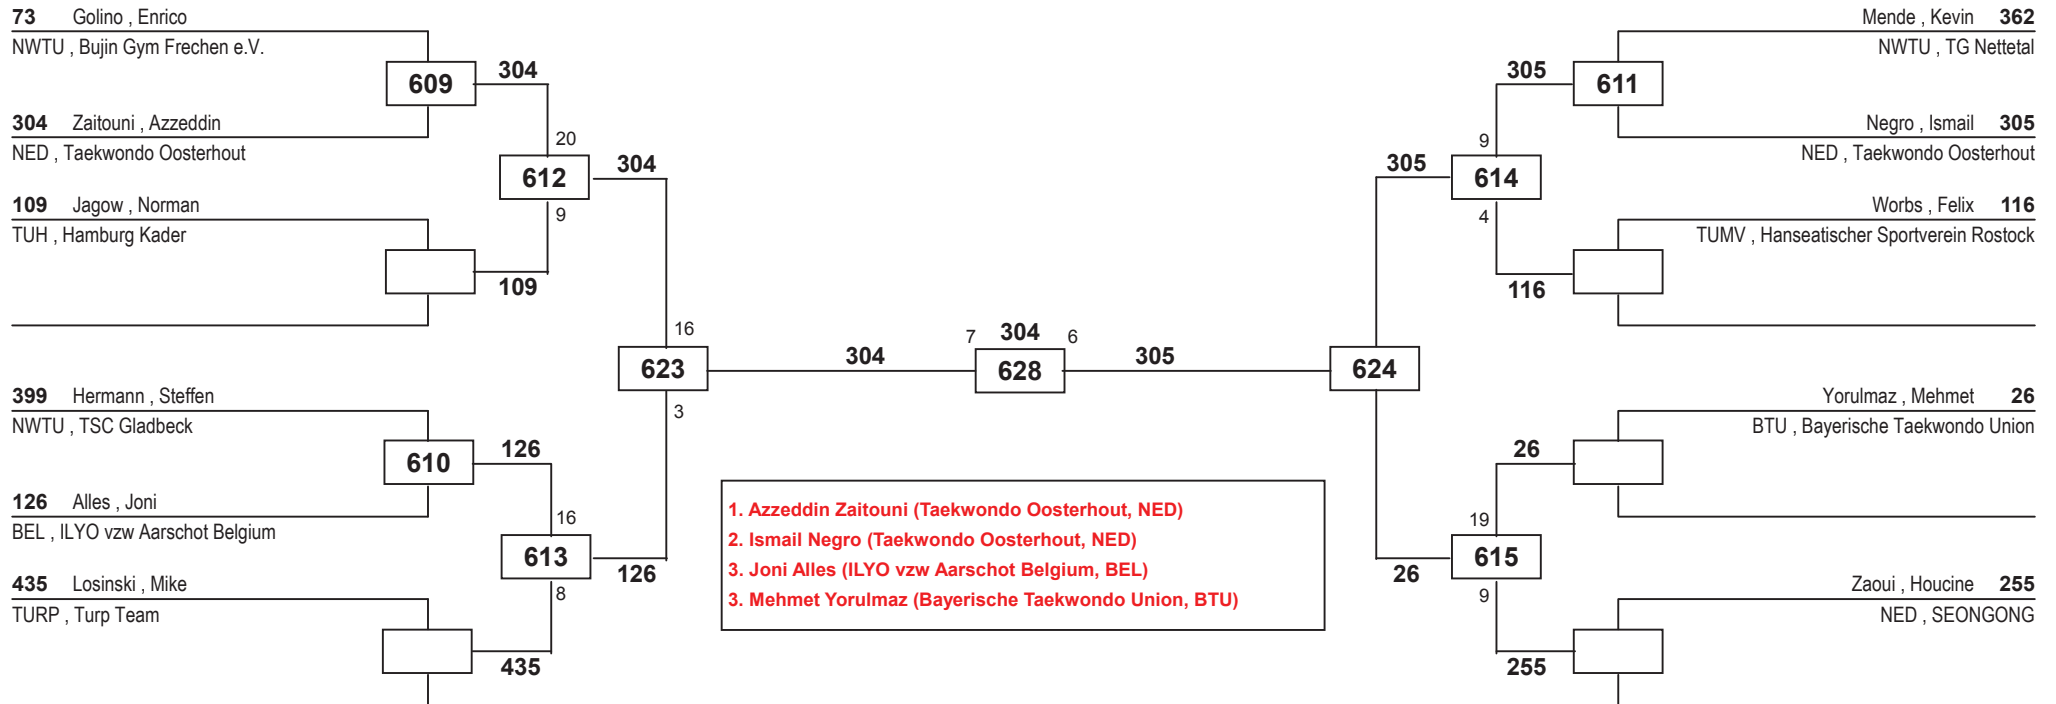 73 Golino , Enrico
NWTU , Bujin Gym Frechen e.V.
609
304
304 Zaitouni , Azzeddin
NED , Taekwondo Oosterhout
20
612
304
9
109 Jagow , Norman
TUH , Hamburg Kader
109
16
623
3
304
399 Hermann , Steffen
NWTU , TSC Gladbeck
610
126
126 Alles , Joni
BEL , ILYO vzw Aarschot Belgium
16
613
126
8
435 Losinski , Mike
TURP , Turp Team
435
7 304 6
628
305
624
Mende , Kevin 362
NWTU , TG Nettetal
305
611
Negro , Ismail 305
NED , Taekwondo Oosterhout
9
305
614
4
Worbs , Felix 116
TUMV , Hanseatischer Sportverein Rostock
116
Yorulmaz , Mehmet 26
BTU , Bayerische Taekwondo Union
26
19
615
26
9
Zaoui , Houcine 255
NED , SEONGONG
255
1. Azzeddin Zaitouni (Taekwondo Oosterhout, NED)
2. Ismail Negro (Taekwondo Oosterhout, NED)
3. Joni Alles (ILYO vzw Aarschot Belgium, BEL)
3. Mehmet Yorulmaz (Bayerische Taekwondo Union, BTU)